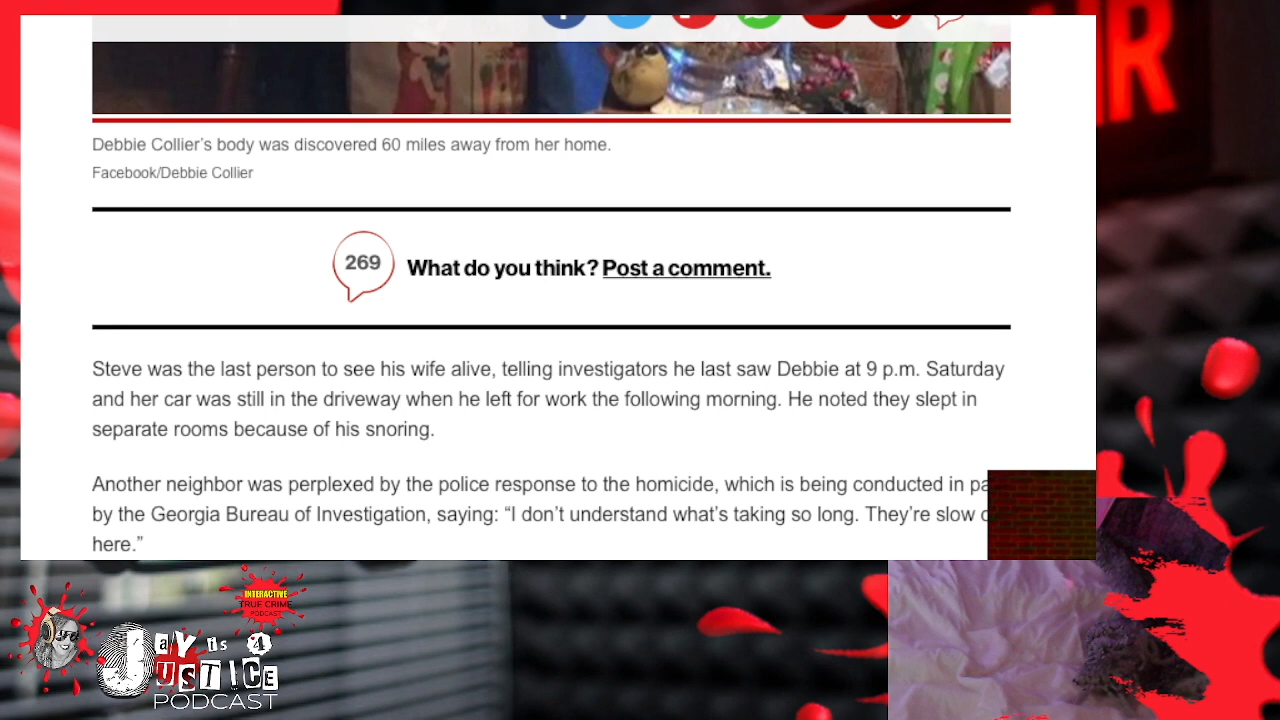 IR
Debbie Collier’s body was discovered 60 miles away from her home.
Facebook/Debbie Collier
269
What do you think? Post a comment.
Steve was the last person to see his wife alive, telling investigators he last saw Debbie at 9 p.m. Saturday
and her car was still in the driveway when he left for work the following morning. He noted they slept in
separate rooms because of his snoring.
Another neighbor was perplexed by the police response to the homicide, which is being conducted in
by the Georgia Bureau of Investigation, saying: “I don’t understand what’s taking so long. They’re slow
here.”
INTERACTIVE
TRUE CRIME
PODCAST
JAY IS 4
JUSTICE
PODCAST